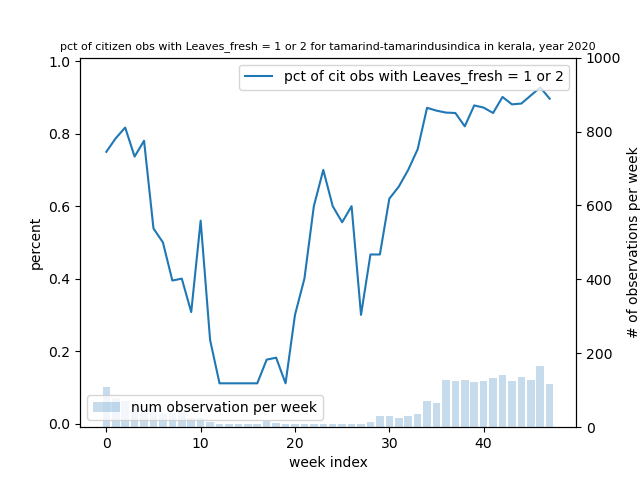 pct of citizen obs with Leaves_fresh = 1 or 2 for tamarind-tamarindusindica in kerala, year 2020
pct of cit obs with Leaves_fresh = 1 or 2
1.0
0.8
0.6
0.4
0.2
0.0
percent
1000
800
600
400
200
0
# of observations per week
num observation per week
0
10
20
30
40
week index